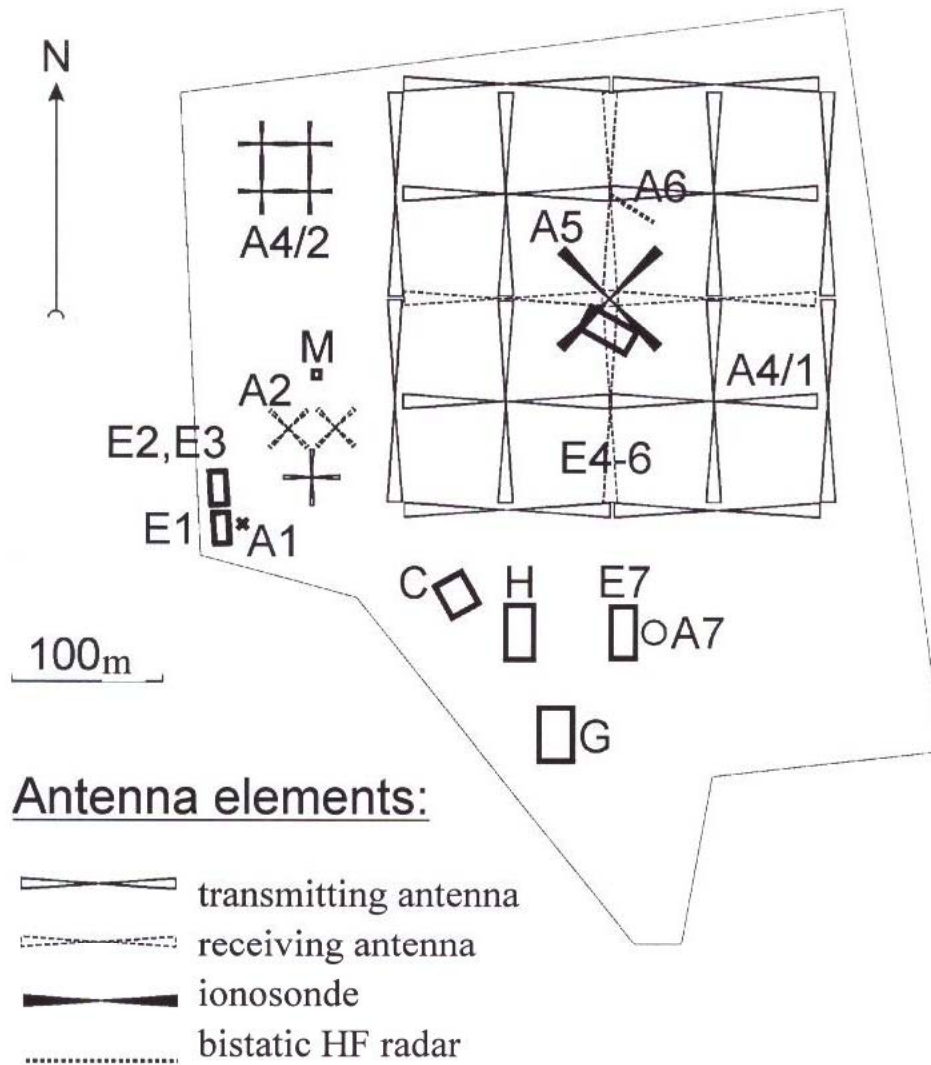 N
A4/2
A6
A5
A4/1
M
A2
E2,E3
E4-6
E1
A1
C
H
E7
A7
100m
G
Antenna elements:
transmitting antenna
receiving antenna
ionosonde
bistatic HF radar